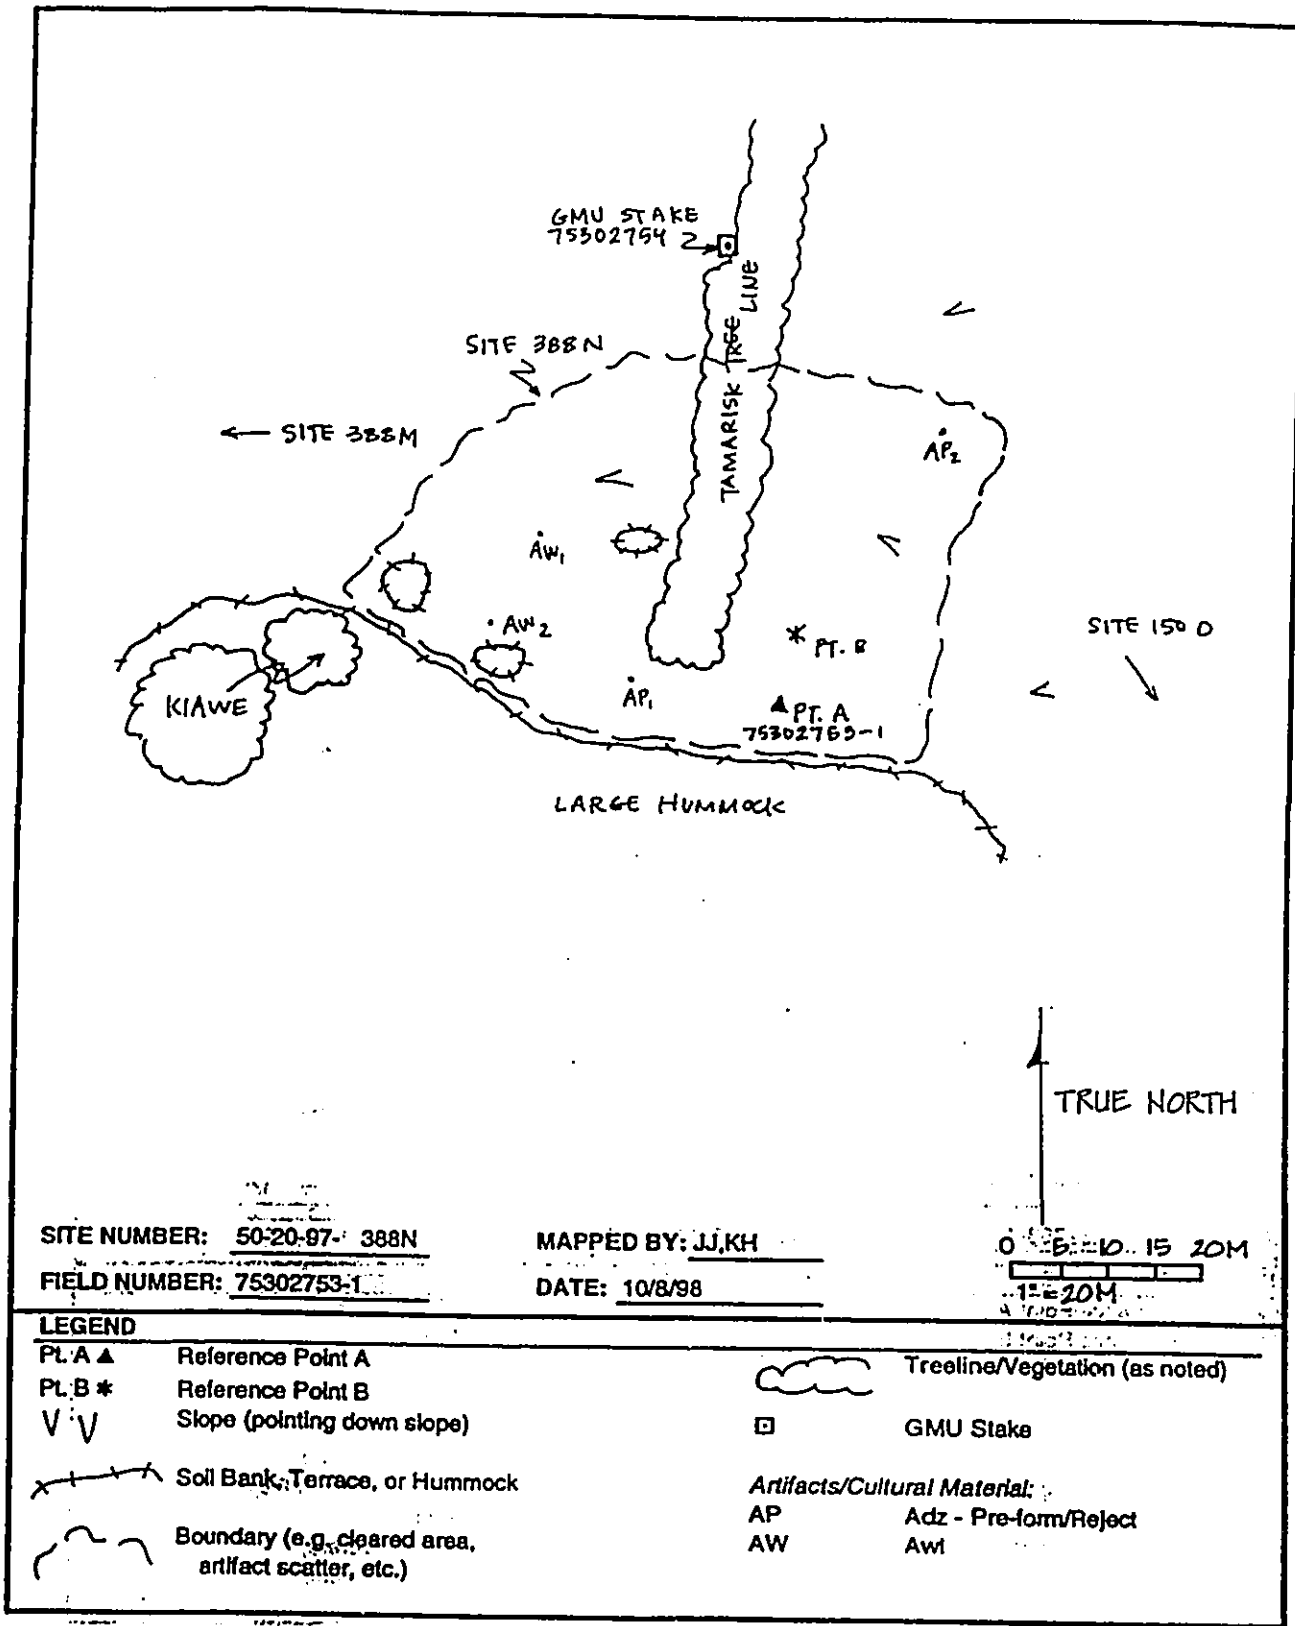 GMU STAKE
75302754
SITE 388N
← SITE 388M
TAMARISK TREE LINE
AP₂
AW₁
AW₂
SITE 150 O
PT. B
KIAWE
AP₁
PT. A
75302753-1
LARGE HUMMOCK
TRUE NORTH
SITE NUMBER: 50-20-97- 388N
MAPPED BY: JJ,KH
0 5 10 15 20M
FIELD NUMBER: 75302753-1
DATE: 10/8/98
1"=20M
LEGEND
Pt. A ▲ Reference Point A
Treeline/Vegetation (as noted)
Pt. B * Reference Point B
Slope (pointing down slope)
GMU Stake
Soil Bank, Terrace, or Hummock
Artifacts/Cultural Material:
AP Adz - Pre-form/Reject
AW Awl
Boundary (e.g. cleared area,
artifact scatter, etc.)